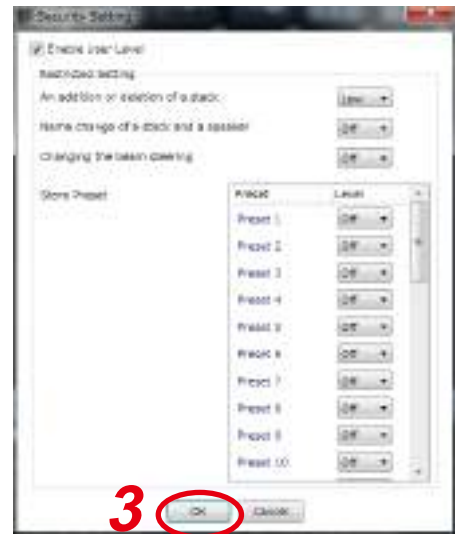 Security Setting
Enable User Level
Restricted Setting
An addition or deletion of a stack Low
Name change of a stack and a speaker Off
Changing the beam steering Off
Store Preset
Preset Level
Preset 1 Off
Preset 2 Off
Preset 3 Off
Preset 4 Off
Preset 5 Off
Preset 6 Off
Preset 7 Off
Preset 8 Off
Preset 9 Off
Preset 10 Off
3 OK Cancel